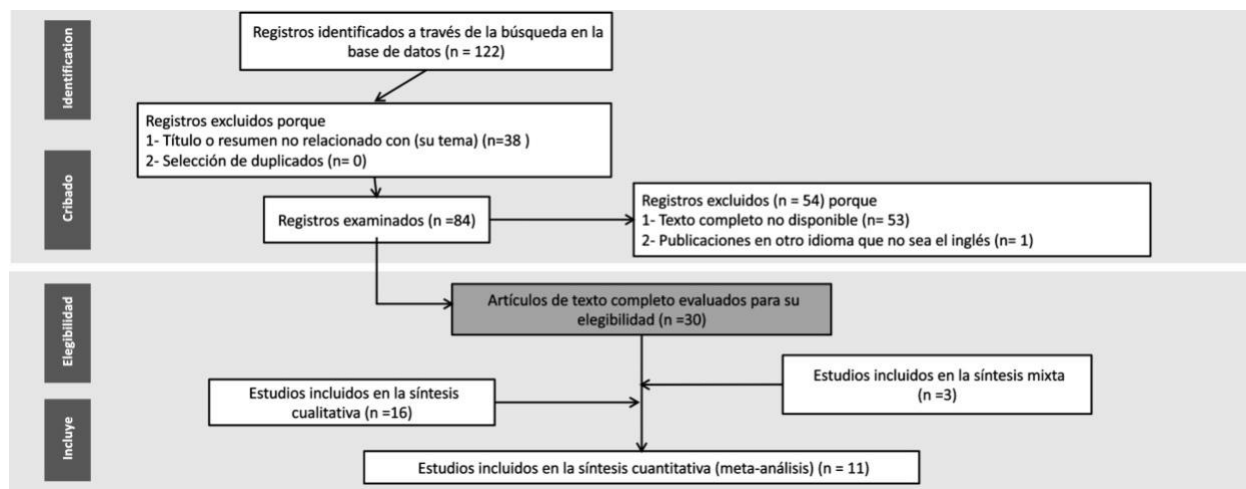 Identification
Registros identificados a través de la búsqueda en la
base de datos (n = 122)
Registros excluidos porque
1- Título o resumen no relacionado con (su tema) (n=38 )
2- Selección de duplicados (n= 0)
Cribado
Registros examinados (n =84)
Registros excluidos (n = 54) porque
1- Texto completo no disponible (n= 53)
2- Publicaciones en otro idioma que no sea el inglés (n= 1)
Elegibilidad
Artículos de texto completo evaluados para su
elegibilidad (n =30)
Estudios incluidos en la síntesis
cualitativa (n =16)
Estudios incluidos en la síntesis mixta
(n =3)
Incluye
Estudios incluidos en la síntesis cuantitativa (meta-análisis) (n = 11)